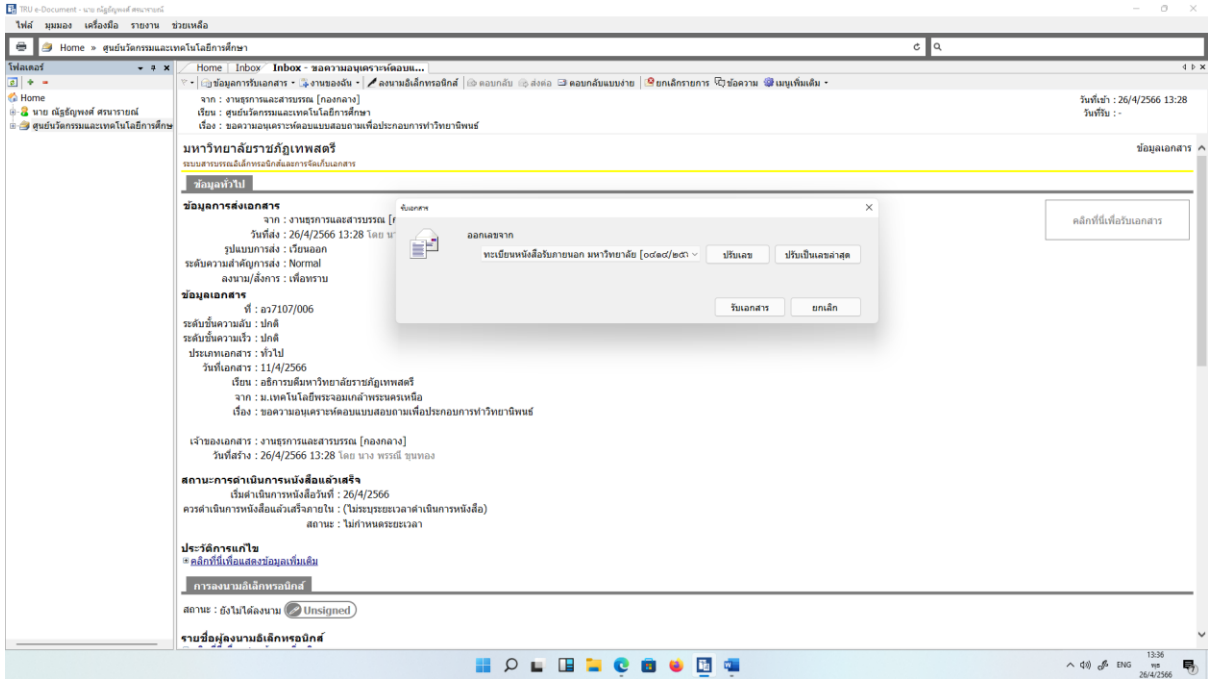 TRU e-Document - นาย ณัฐธัญพงศ์ ศรนารายณ์
ไฟล์ มุมมอง เครื่องมือ รายงาน ช่วยเหลือ
Home » ศูนย์นวัตกรรมและเทคโนโลยีการศึกษา
โฟลเดอร์
Home Inbox Inbox - ขอความอนุเคราะห์ตอบแ...
ข้อมูลการรับเอกสาร งานของฉัน ลงนามอิเล็กทรอนิกส์ ตอบกลับ ส่งต่อ ตอบกลับแบบง่าย ยกเลิกรายการ ข้อความ เมนูเพิ่มเติม
Home
นาย ณัฐธัญพงศ์ ศรนารายณ์
ศูนย์นวัตกรรมและเทคโนโลยีการศึกษ
จาก : งานธุรการและสารบรรณ [กองกลาง]
เรียน : ศูนย์นวัตกรรมและเทคโนโลยีการศึกษา
เรื่อง : ขอความอนุเคราะห์ตอบแบบสอบถามเพื่อประกอบการทำวิทยานิพนธ์
วันที่เข้า : 26/4/2566 13:28
วันที่รับ : -
มหาวิทยาลัยราชภัฏเทพสตรี
ข้อมูลเอกสาร
ระบบสารบรรณอิเล็กทรอนิกส์และการจัดเก็บเอกสาร
ข้อมูลทั่วไป
ข้อมูลการส่งเอกสาร
จาก : งานธุรการและสารบรรณ [ก
วันที่ส่ง : 26/4/2566 13:28 โดย นา
รูปแบบการส่ง : เวียนออก
ระดับความสำคัญการส่ง : Normal
ลงนาม/สั่งการ : เพื่อทราบ
คลิกที่นี่เพื่อรับเอกสาร
รับเอกสาร
ออกเลขจาก
ทะเบียนหนังสือรับภายนอก มหาวิทยาลัย
ปรับเลข
ปรับเป็นเลขล่าสุด
รับเอกสาร
ยกเลิก
ข้อมูลเอกสาร
ที่ : อว7107/006
ระดับชั้นความลับ : ปกติ
ระดับชั้นความเร็ว : ปกติ
ประเภทเอกสาร : ทั่วไป
วันที่เอกสาร : 11/4/2566
เรียน : อธิการบดีมหาวิทยาลัยราชภัฏเทพสตรี
จาก : ม.เทคโนโลยีพระจอมเกล้าพระนครเหนือ
เรื่อง : ขอความอนุเคราะห์ตอบแบบสอบถามเพื่อประกอบการทำวิทยานิพนธ์
เจ้าของเอกสาร : งานธุรการและสารบรรณ [กองกลาง]
วันที่สร้าง : 26/4/2566 13:28 โดย นาง พรรณี ขุนทอง
สถานะการดำเนินการหนังสือแล้วเสร็จ
เริ่มดำเนินการหนังสือวันที่ : 26/4/2566
ควรดำเนินการหนังสือแล้วเสร็จภายใน : (ไม่ระบุระยะเวลาดำเนินการหนังสือ)
สถานะ : ไม่กำหนดระยะเวลา
ประวัติการแก้ไข
คลิกที่นี่เพื่อแสดงข้อมูลเพิ่มเติม
การลงนามอิเล็กทรอนิกส์
สถานะ : ยังไม่ได้ลงนาม Unsigned
รายชื่อผู้ลงนามอิเล็กทรอนิกส์
ENG
13:36
พุธ
26/4/2566